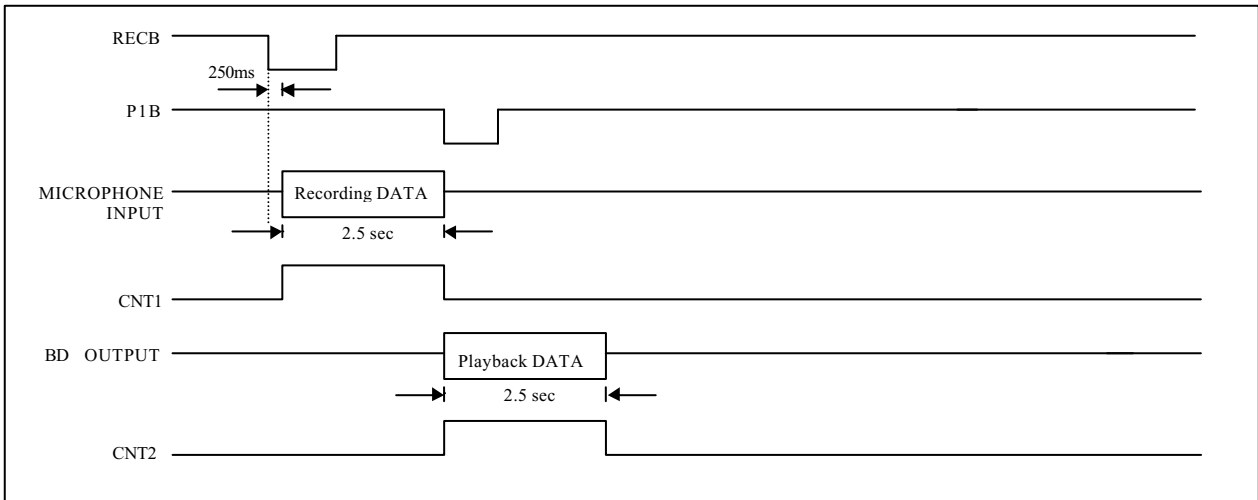 RECB
250ms
P1B
MICROPHONE
INPUT
Recording DATA
2.5 sec
CNT1
BD OUTPUT
Playback DATA
2.5 sec
CNT2